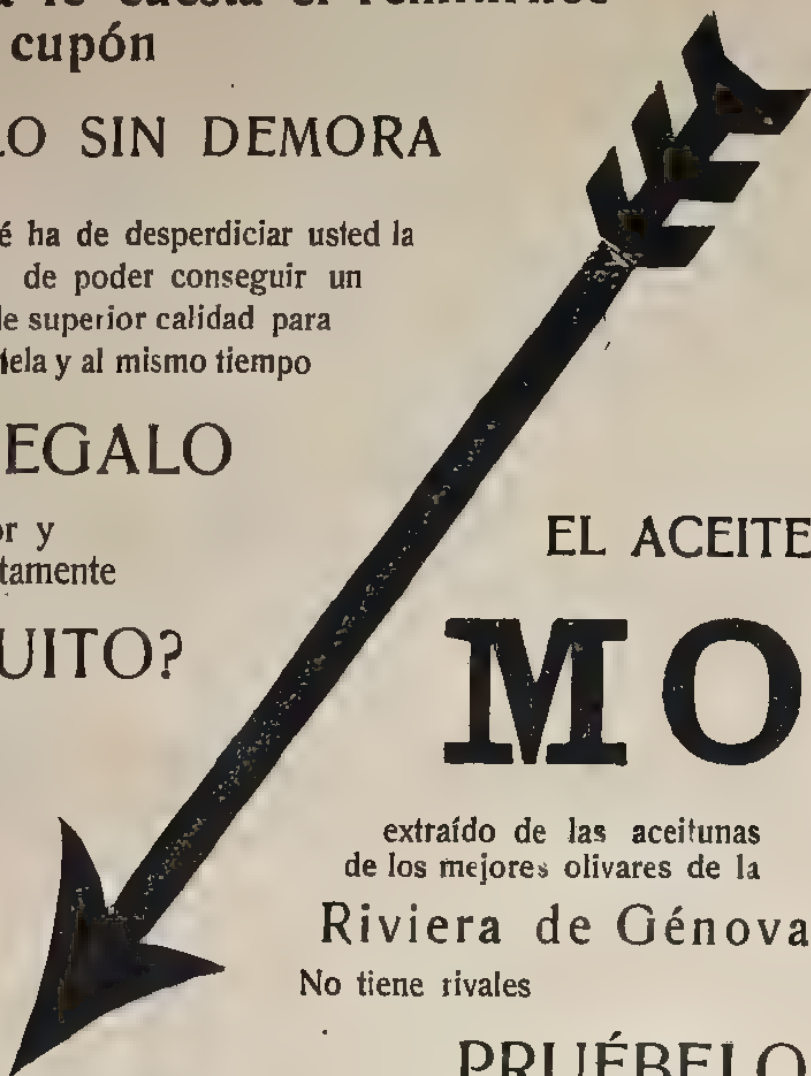 cupón
LO SIN DEMORA
é ha de desperdiciar usted la
de poder conseguir un
de superior calidad para
tela y al mismo tiempo
EGALO
or y
tamente
UITO?
EL ACEITE
MO
extraído de las aceitunas
de los mejores olivares de la
Riviera de Génova
No tiene rivales
PRUÉBELO